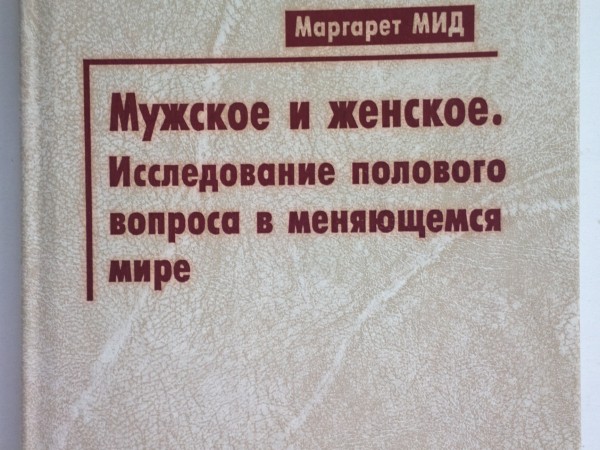 Маргарет МИД
Мужское и женское.
Исследование полового
вопроса в меняющемся
мире